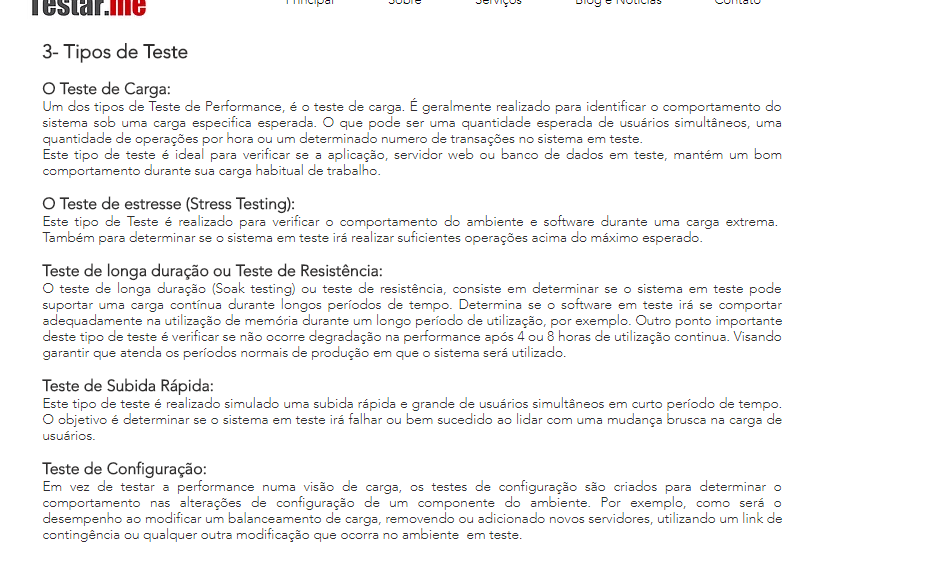 Testar.me
Principal Sobre Serviços Blog e Notícias Contato
3- Tipos de Teste
O Teste de Carga:
Um dos tipos de Teste de Performance, é o teste de carga. É geralmente realizado para identificar o comportamento do
sistema sob uma carga especifica esperada. O que pode ser uma quantidade esperada de usuários simultâneos, uma
quantidade de operações por hora ou um determinado numero de transações no sistema em teste.
Este tipo de teste é ideal para verificar se a aplicação, servidor web ou banco de dados em teste, mantém um bom
comportamento durante sua carga habitual de trabalho.
O Teste de estresse (Stress Testing):
Este tipo de Teste é realizado para verificar o comportamento do ambiente e software durante uma carga extrema.
Também para determinar se o sistema em teste irá realizar suficientes operações acima do máximo esperado.
Teste de longa duração ou Teste de Resistência:
O teste de longa duração (Soak testing) ou teste de resistência, consiste em determinar se o sistema em teste pode
suportar uma carga contínua durante longos períodos de tempo. Determina se o software em teste irá se comportar
adequadamente na utilização de memória durante um longo período de utilização, por exemplo. Outro ponto importante
deste tipo de teste é verificar se não ocorre degradação na performance após 4 ou 8 horas de utilização continua. Visando
garantir que atenda os períodos normais de produção em que o sistema será utilizado.
Teste de Subida Rápida:
Este tipo de teste é realizado simulado uma subida rápida e grande de usuários simultâneos em curto período de tempo.
O objetivo é determinar se o sistema em teste irá falhar ou bem sucedido ao lidar com uma mudança brusca na carga de
usuários.
Teste de Configuração:
Em vez de testar a performance numa visão de carga, os testes de configuração são criados para determinar o
comportamento nas alterações de configuração de um componente do ambiente. Por exemplo, como será o
desempenho ao modificar um balanceamento de carga, removendo ou adicionado novos servidores, utilizando um link de
contingência ou qualquer outra modificação que ocorra no ambiente em teste.